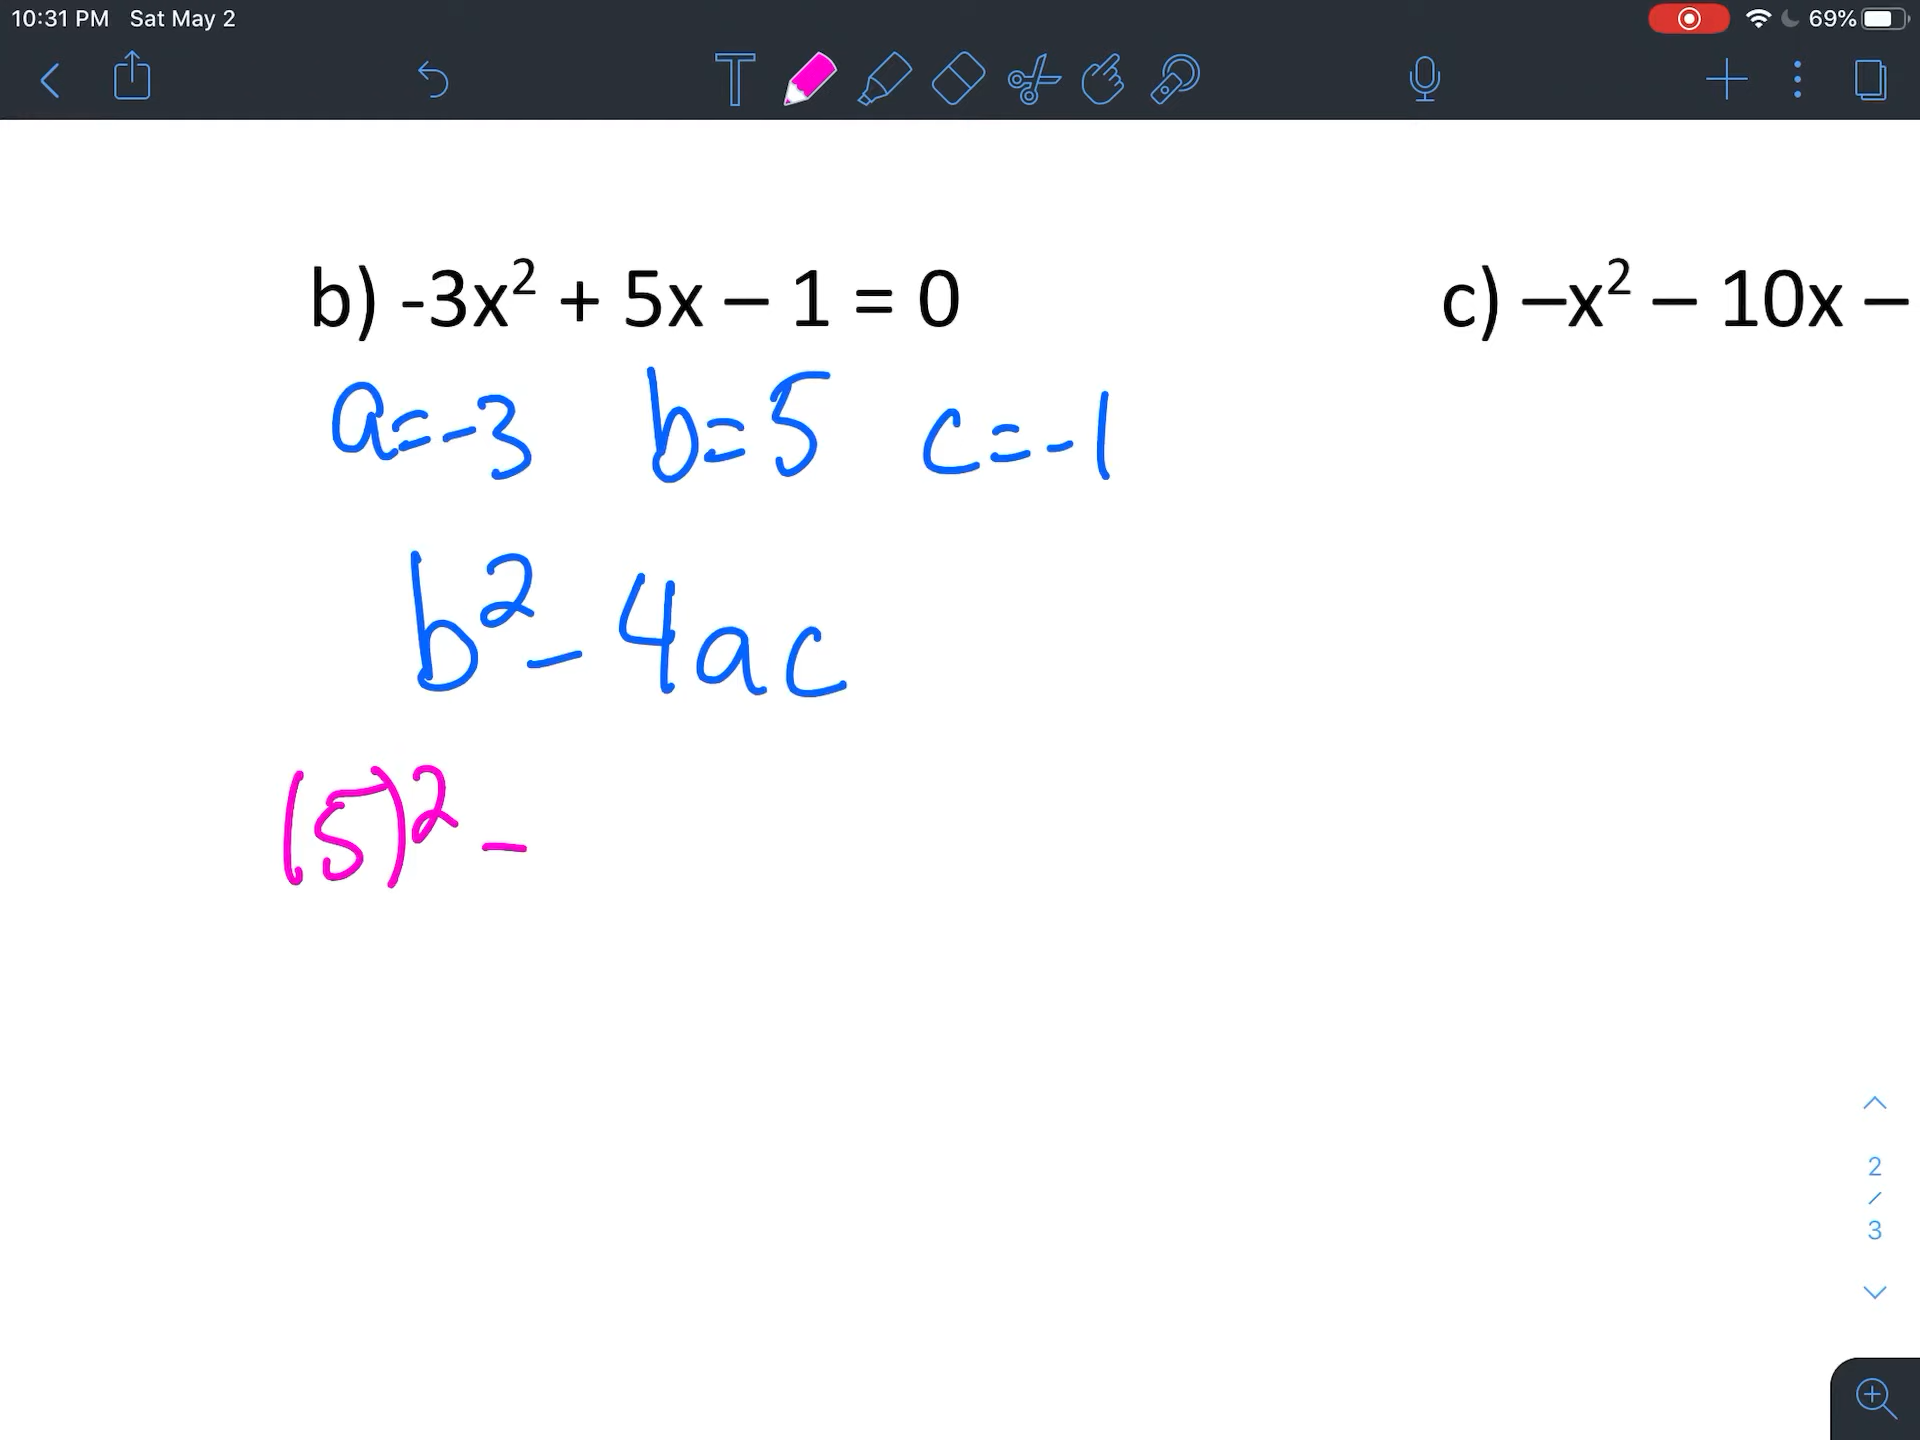 10:31 PM Sat May 2 69%
T
b) -3x² + 5x – 1 = 0
c) –x² – 10x –
a=-3 b=5 c=-1
b² - 4ac
(5)² -
2
/
3